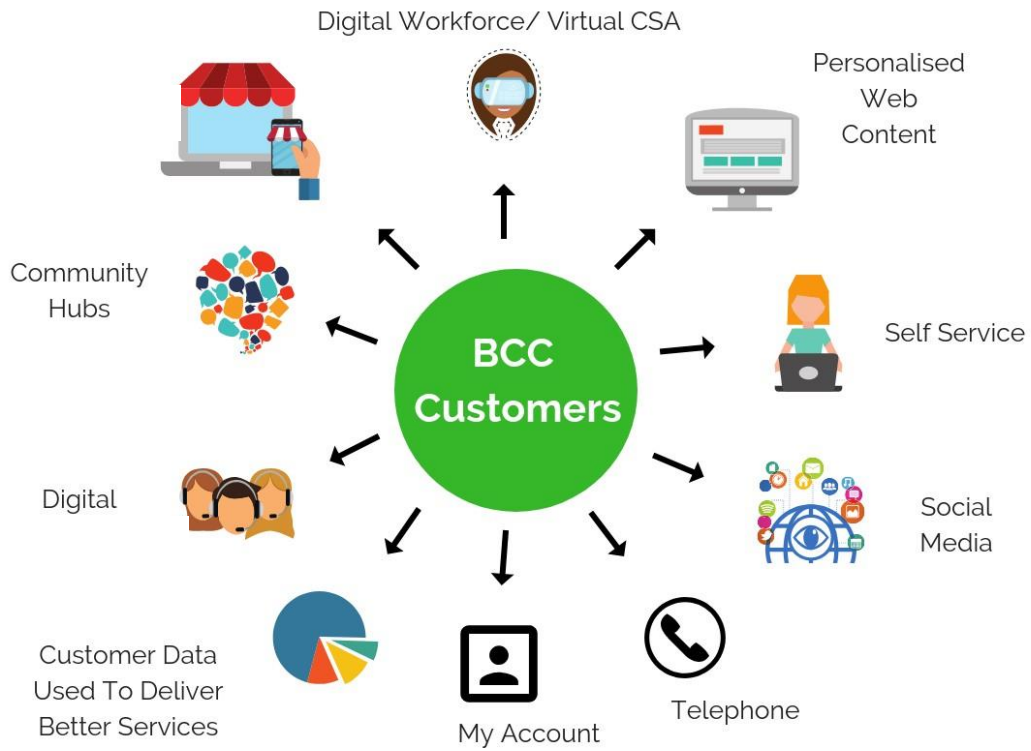 Digital Workforce/ Virtual CSA
Personalised
Web
Content
Community
Hubs
BCC
Customers
Self Service
Digital
Social
Media
Customer Data
Used To Deliver
Better Services
My Account
Telephone